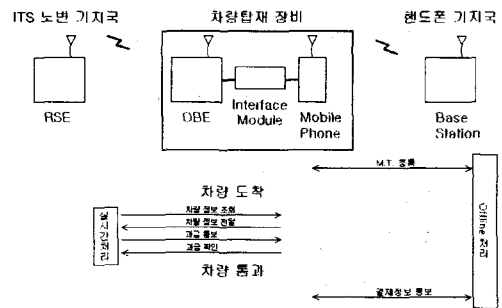 ITS 노변 기지국
차량탑재 장비
핸드폰 기지국
RSE
OBE
Interface
Module
Mobile
Phone
Base
Station
M.T. 등록
차량 도착
차량 정보 조회
차량 정보 전달
과금 통보
과금 확인
실시간처리
차량 통과
Offline 처리
결재정보 통보